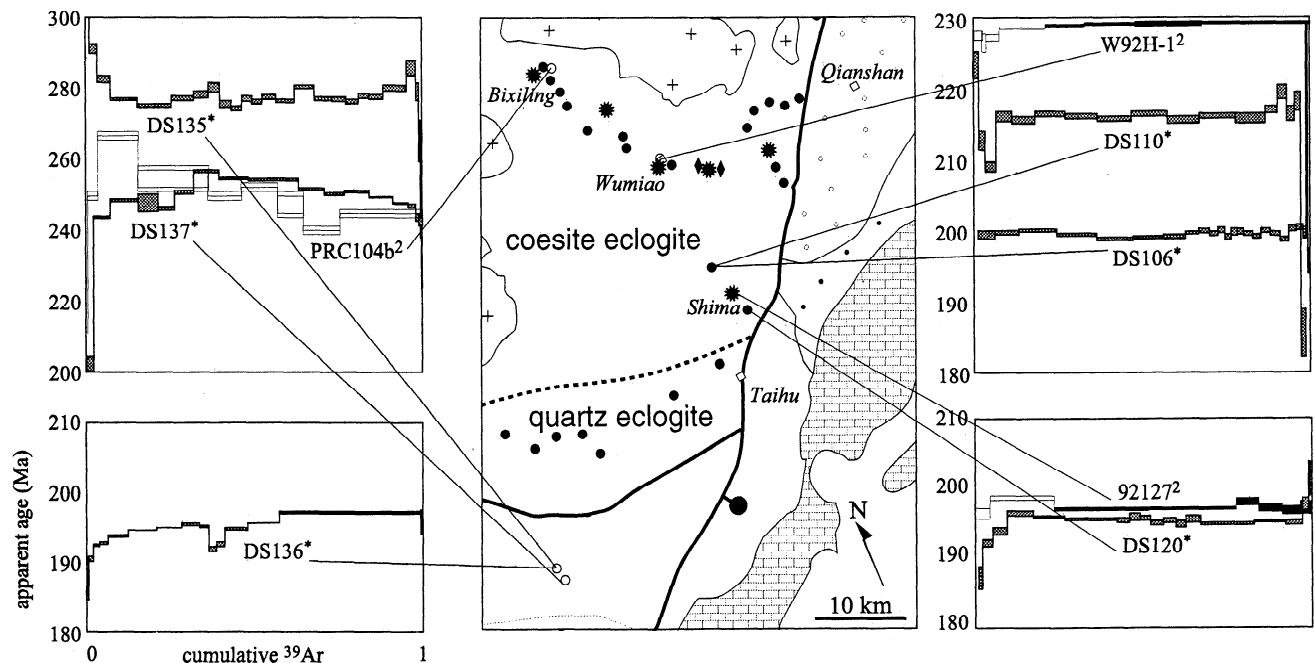 300
280
260
240
220
200
DS135*
DS137*
PRC104b²
210
200
190
180
DS136*
apparent age (Ma)
0
cumulative ³⁹Ar
1
Qianshan
Bixiling
Wumiao
coesite eclogite
Shima
Taihu
quartz eclogite
N
10 km
230
220
210
200
190
180
W92H-1²
DS110*
DS106*
210
200
190
180
92127²
DS120*